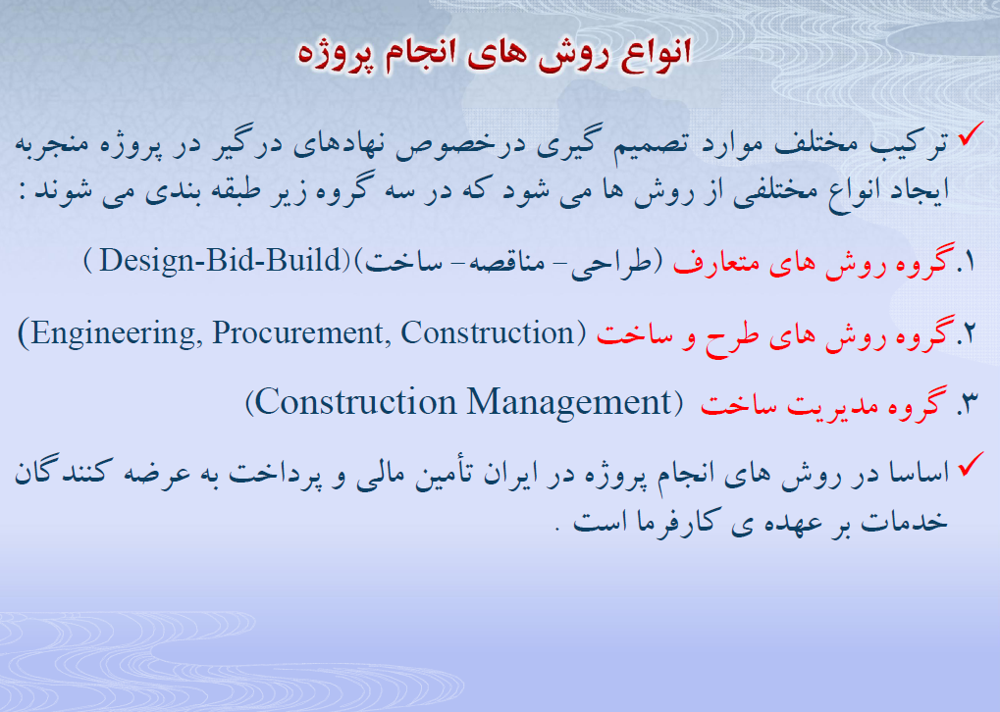 انواع روش های انجام پروژه
✓ ترکیب مختلف موارد تصمیم گیری درخصوص نهادهای درگیر در پروژه منجربه
ایجاد انواع مختلفی از روش ها می شود که در سه گروه زیر طبقه بندی می شوند :
۱.گروه روش های متعارف (طراحی– مناقصه– ساخت)(Design-Bid-Build )
۲.گروه روش های طرح و ساخت (Engineering, Procurement, Construction)
۳. گروه مدیریت ساخت (Construction Management)
✓ اساسا در روش های انجام پروژه در ایران تأمین مالی و پرداخت به عرضه کنندگان
خدمات بر عهده ی کارفرما است .